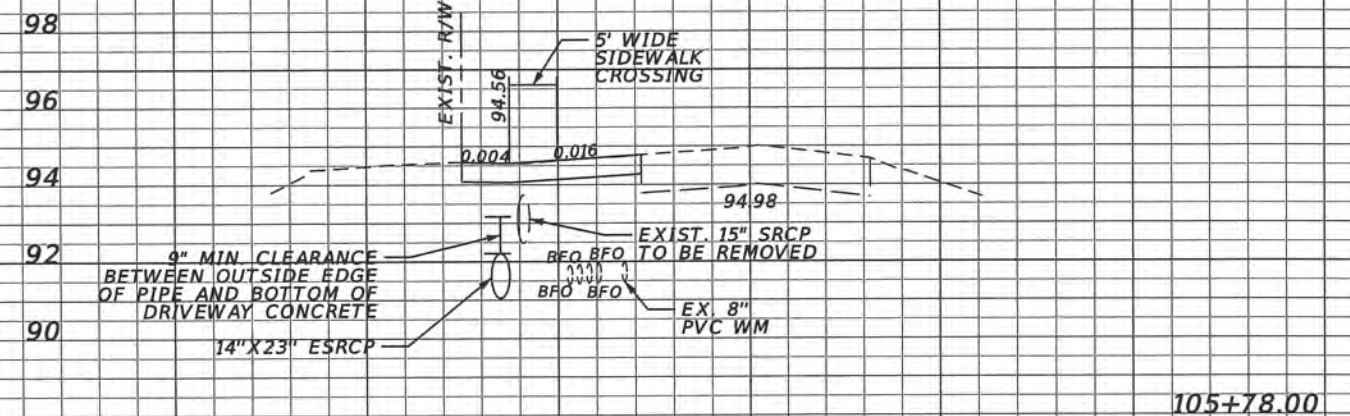 98
EXIST. R/W
5' WIDE
SIDEWALK
CROSSING
96
94.56
0.004
0.016
94
94.98
EXIST. 15" SRCP
TO BE REMOVED
92
9" MIN. CLEARANCE
BETWEEN OUTSIDE EDGE
OF PIPE AND BOTTOM OF
DRIVEWAY CONCRETE
BFO BFO
BFO BFO
EX. 8"
PVC WM
90
14"X23" ESRCP
105+78.00